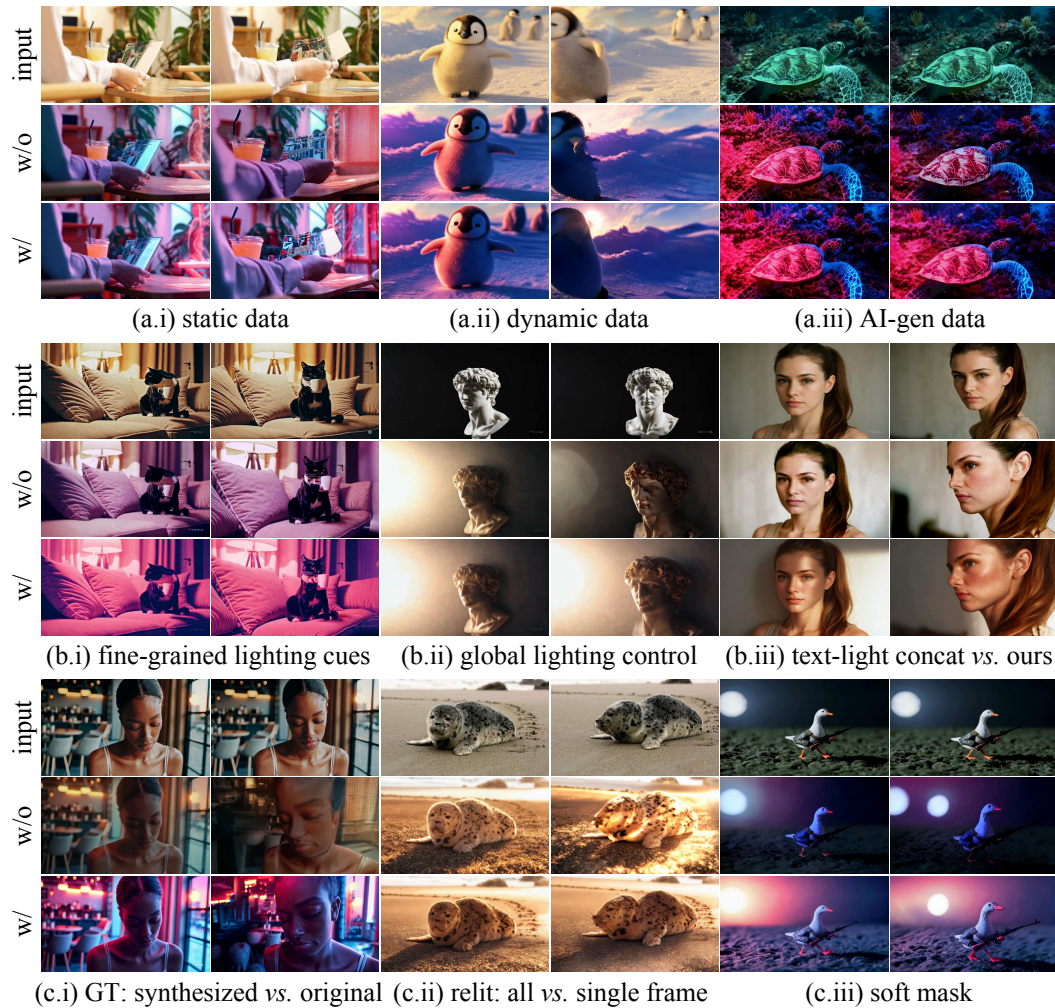 input
w/o
w/
(a.i) static data
(a.ii) dynamic data
(a.iii) AI-gen data
input
w/o
w/
(b.i) fine-grained lighting cues
(b.ii) global lighting control
(b.iii) text-light concat vs. ours
input
w/o
w/
(c.i) GT: synthesized vs. original
(c.ii) relit: all vs. single frame
(c.iii) soft mask